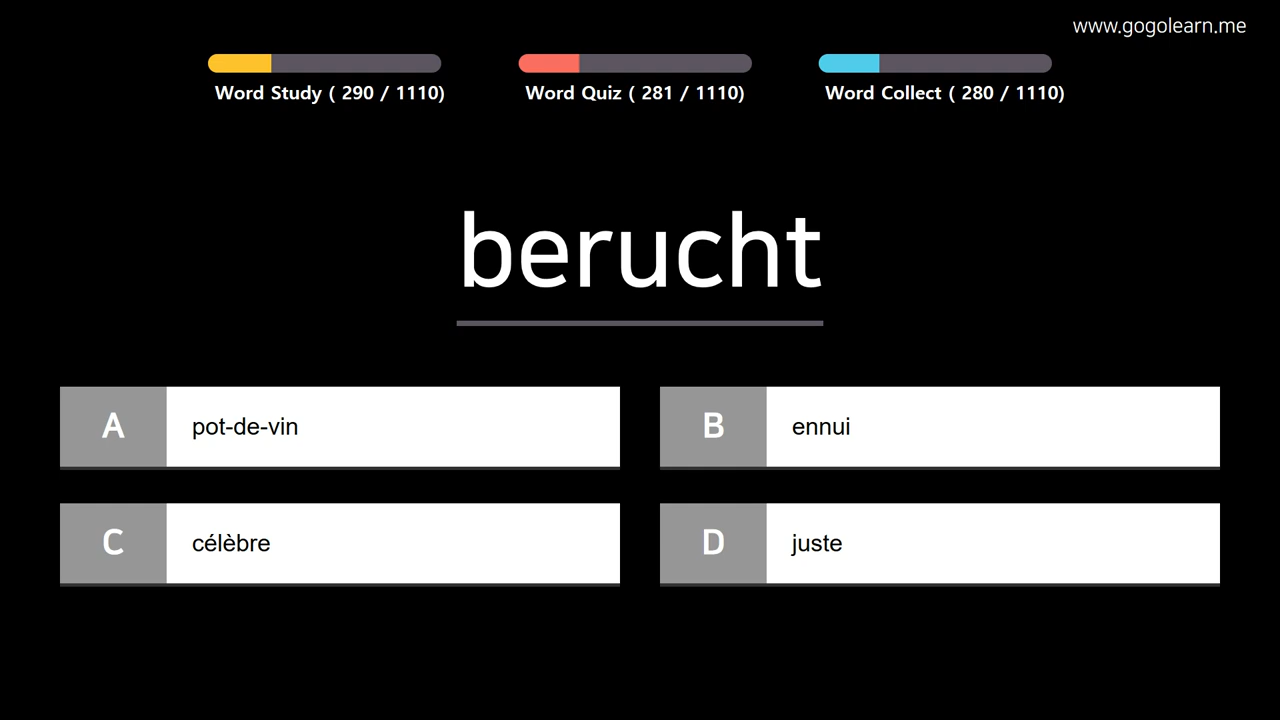 www.gogolearn.me
Word Study ( 290 / 1110)
Word Quiz ( 281 / 1110)
Word Collect ( 280 / 1110)
berucht
A
pot-de-vin
B
ennui
C
célèbre
D
juste